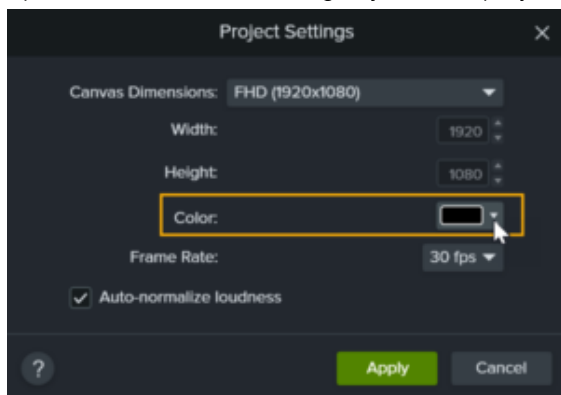 Project Settings
Canvas Dimensions: FHD (1920x1080)
Width: 1920
Height: 1080
Color:
Frame Rate: 30 fps
Auto-normalize loudness
? Apply Cancel